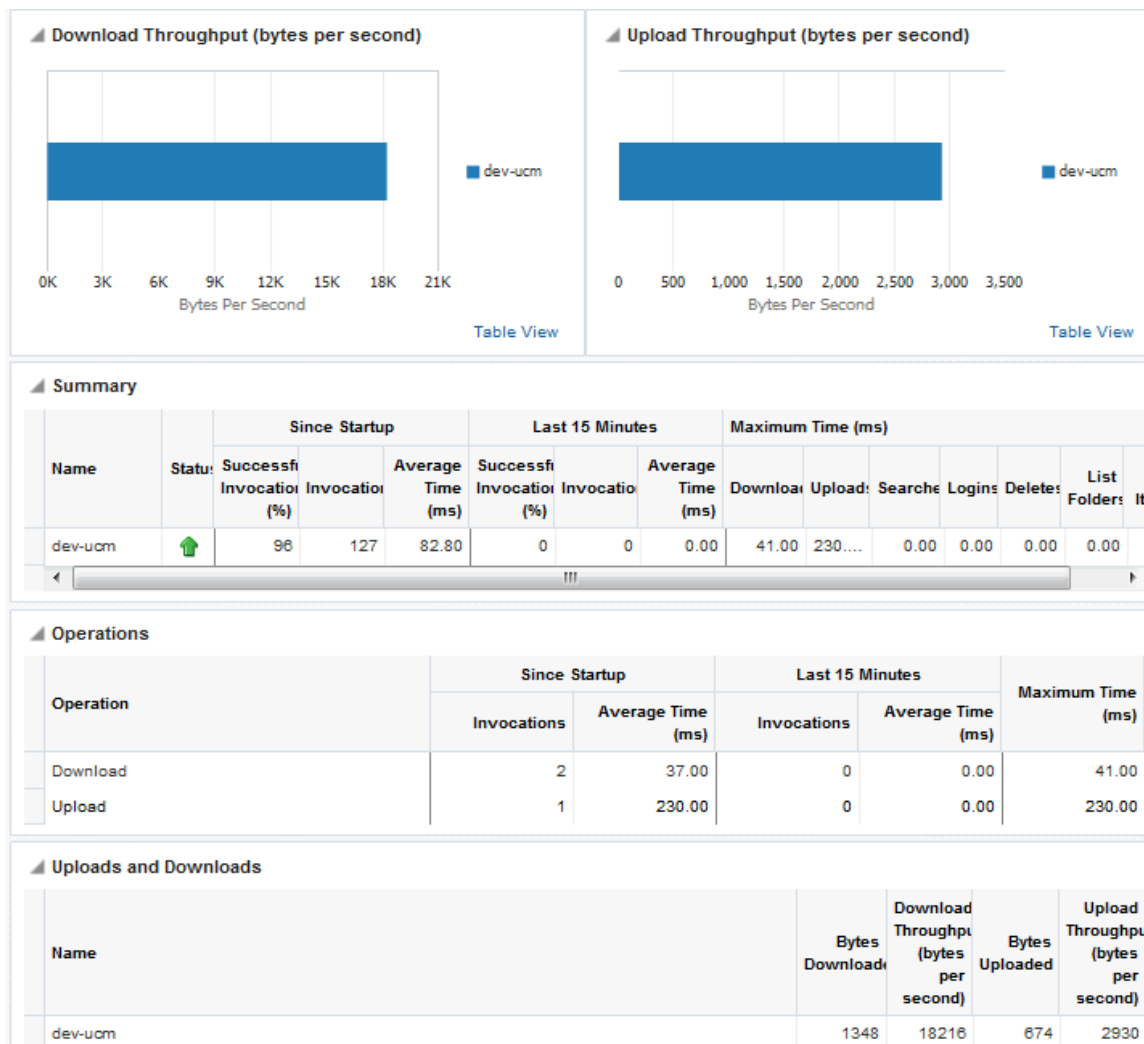 Download Throughput (bytes per second)
dev-ucm
0K 3K 6K 9K 12K 15K 18K 21K
Bytes Per Second
Table View
Upload Throughput (bytes per second)
dev-ucm
0 500 1,000 1,500 2,000 2,500 3,000 3,500
Bytes Per Second
Table View
Summary
Since Startup Last 15 Minutes Maximum Time (ms)
Name Status Successfu Invocation (%) Invocation Average Time (ms) Successfu Invocation (%) Invocatio Average Time (ms) Download Uploads Searche Logins Deletes List Folders It
dev-ucm 96 127 82.80 0 0 0.00 41.00 230.... 0.00 0.00 0.00 0.00
Operations
Operation Since Startup Last 15 Minutes Maximum Time (ms)
Invocations Average Time (ms) Invocations Average Time (ms)
Download 2 37.00 0 0.00 41.00
Upload 1 230.00 0 0.00 230.00
Uploads and Downloads
Name Bytes Downloade Download Throughpu (bytes per second) Bytes Uploaded Upload Throughpu (bytes per second)
dev-ucm 1348 18216 674 2930